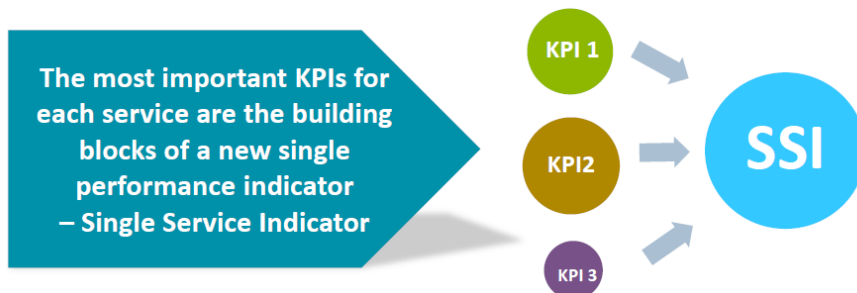 The most important KPIs for
each service are the building
blocks of a new single
performance indicator
– Single Service Indicator
KPI 1
KPI2
KPI 3
SSI